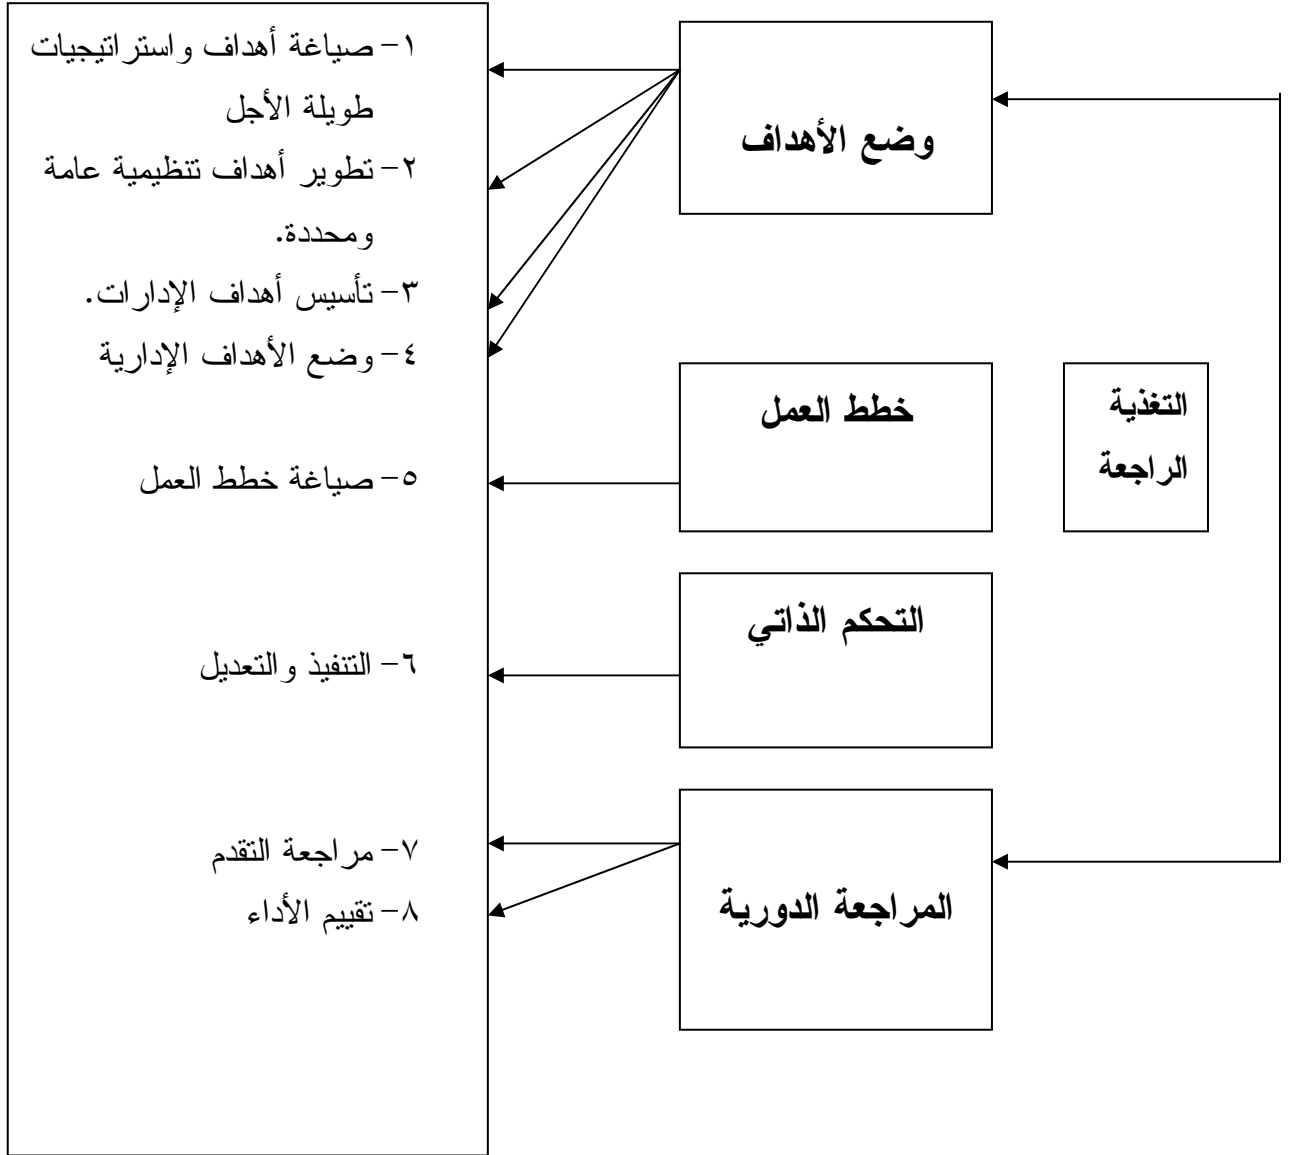 وضع الأهداف
خطط العمل
التحكم الذاتي
المراجعة الدورية
التغذية
الراجعة
١- صياغة أهداف واستراتيجيات
طويلة الأجل
٢- تطوير أهداف تنظيمية عامة
ومحددة.
٣- تأسيس أهداف الإدارات.
٤- وضع الأهداف الإدارية
٥- صياغة خطط العمل
٦- التنفيذ والتعديل
٧- مراجعة التقدم
٨- تقييم الأداء